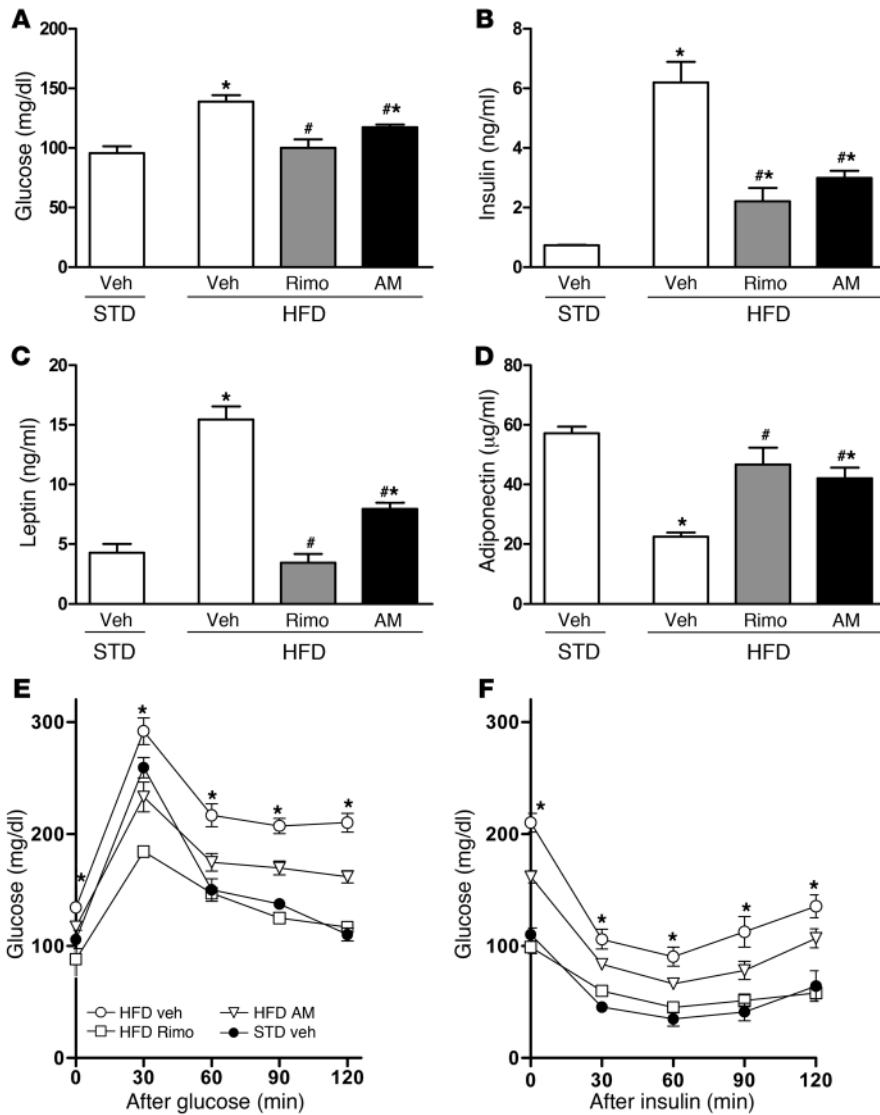 A
B
200
150
100
50
0
Glucose (mg/dl)
*
#
#*
Veh Veh Rimo AM
STD HFD
8
6
4
2
0
Insulin (ng/ml)
*
#*
#*
Veh Veh Rimo AM
STD HFD
C
D
20
15
10
5
0
Leptin (ng/ml)
*
#
#*
Veh Veh Rimo AM
STD HFD
80
60
40
20
0
Adiponectin (μg/ml)
*
#
#*
Veh Veh Rimo AM
STD HFD
E
F
300
200
100
0
Glucose (mg/dl)
* * * * *
HFD veh HFD AM
HFD Rimo STD veh
0 30 60 90 120
After glucose (min)
300
200
100
0
Glucose (mg/dl)
* * * * *
0 30 60 90 120
After insulin (min)